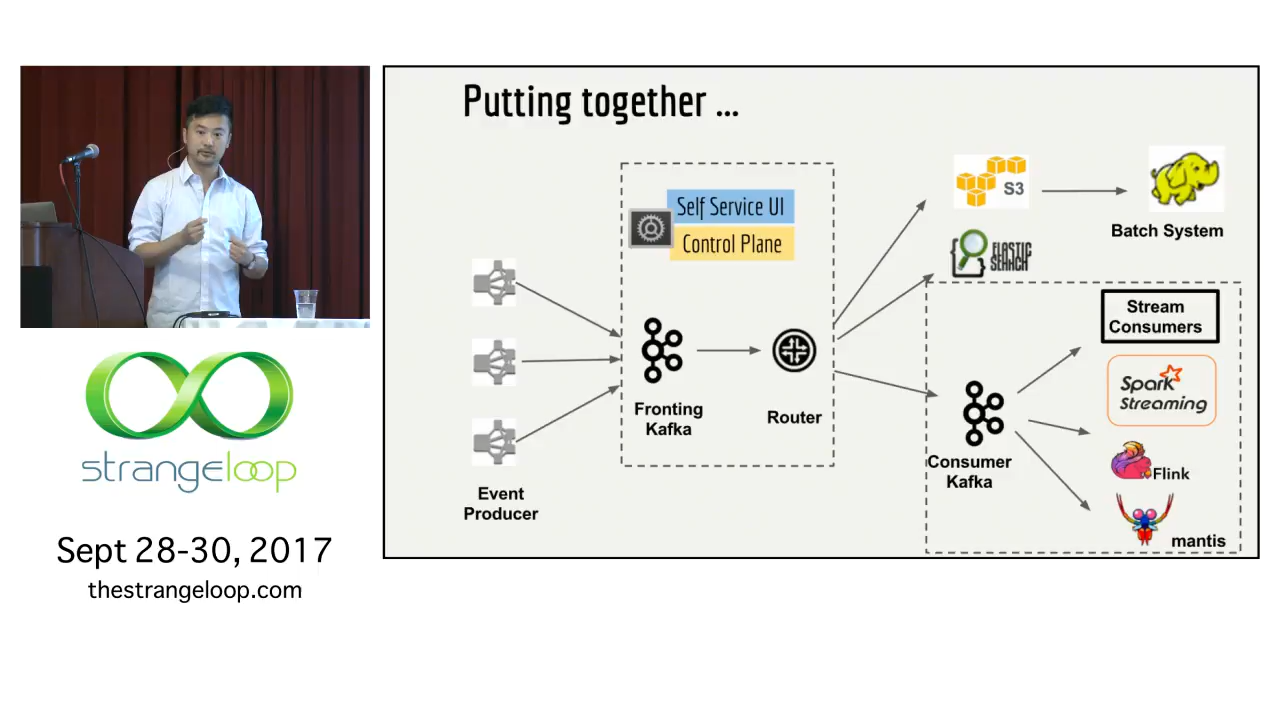 Putting together ...
Self Service UI
Control Plane
S3
Batch System
ELASTIC
SEARCH
Stream
Consumers
Spark
Streaming
Fronting
Kafka
Router
Consumer
Kafka
Flink
mantis
Event
Producer
strangeloop
Sept 28-30, 2017
thestrangeloop.com